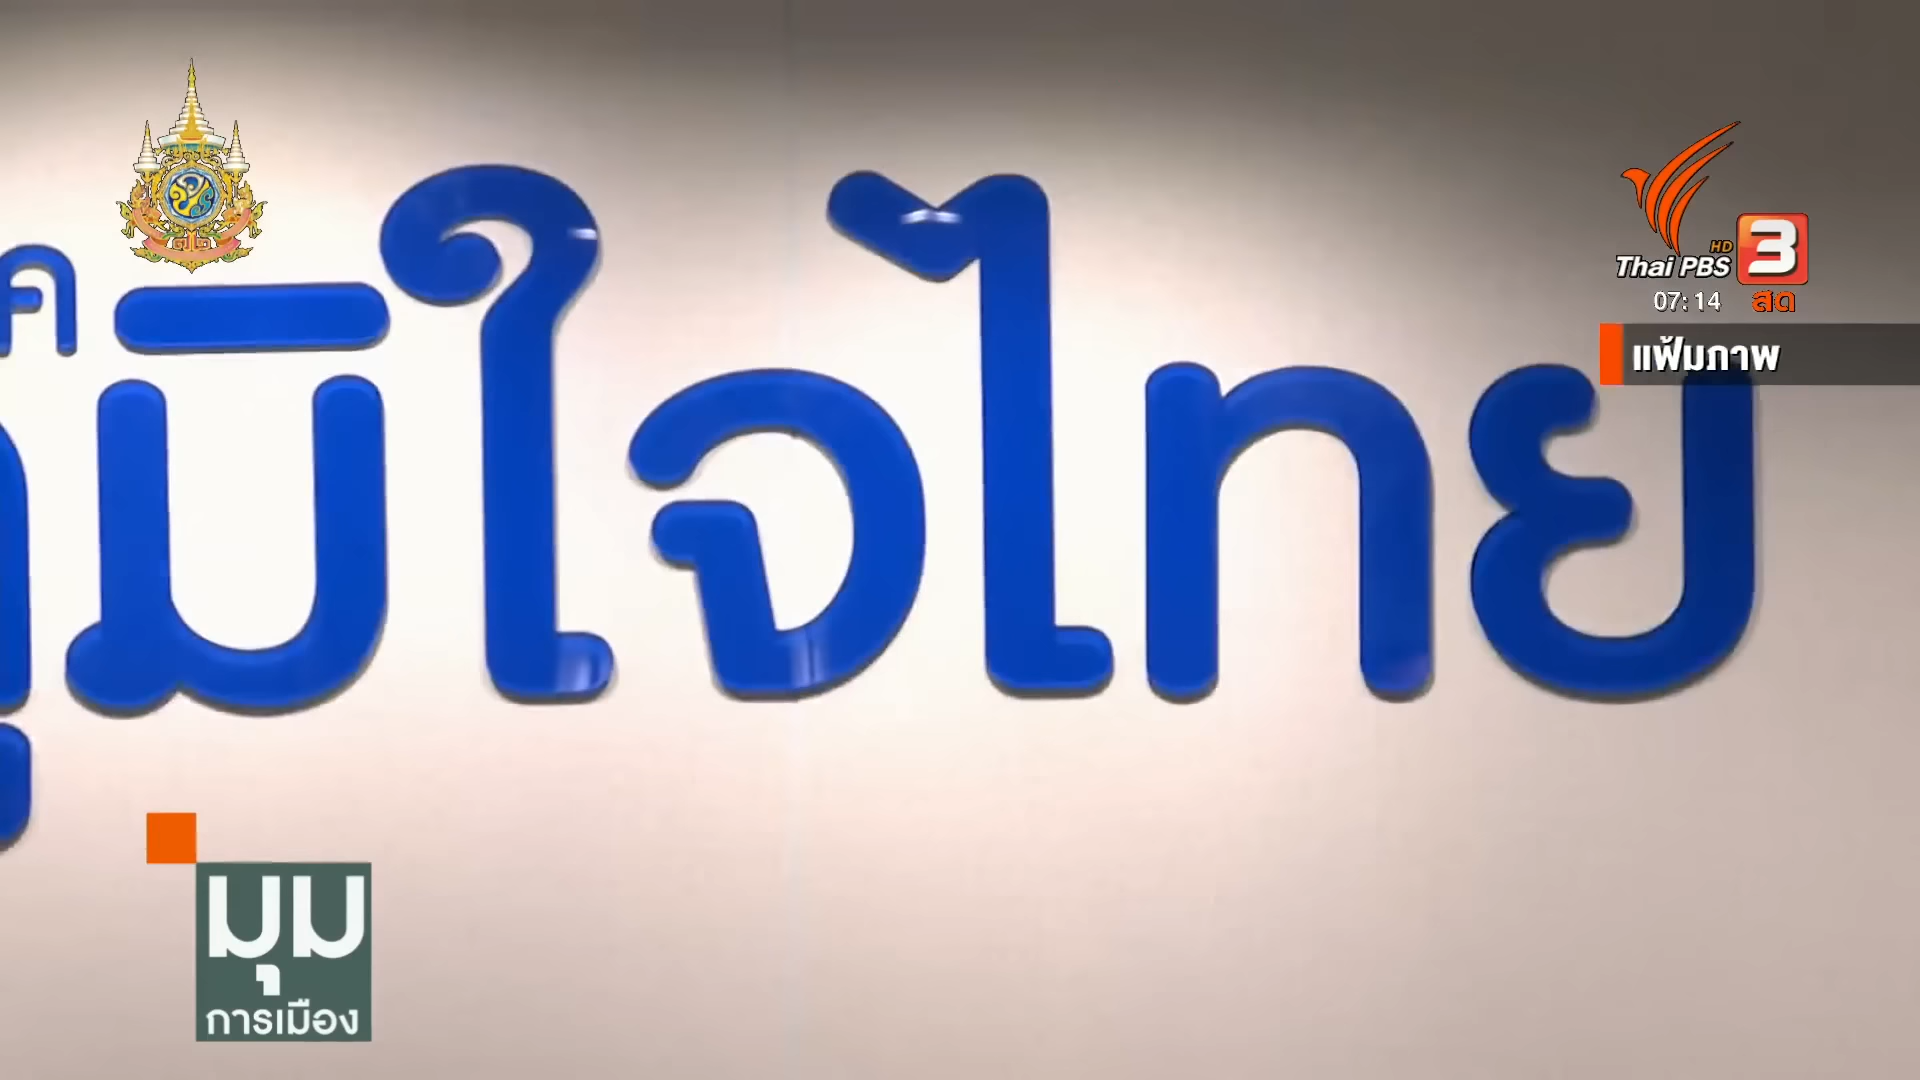 ภูมิใจไทย
Thai PBS HD 3
07:14 สด
แฟ้มภาพ
มุม
การเมือง